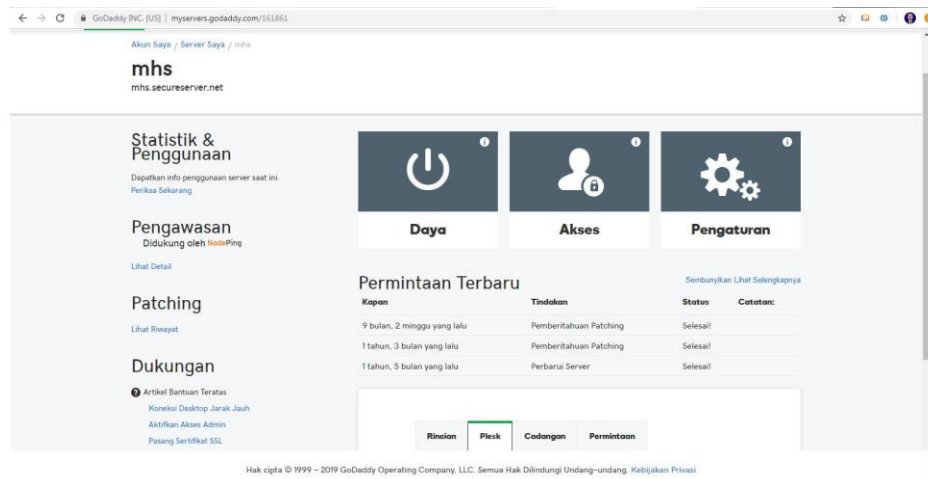 GoDaddy INC. [US] | myservers.godaddy.com/161861
Akun Saya / Server Saya / mhs
mhs
mhs.secureserver.net
Statistik &
Penggunaan
Dapatkan info penggunaan server saat ini.
Periksa Sekarang
Pengawasan
Didukung oleh NodePing
Lihat Detail
Patching
Lihat Riwayat
Dukungan
Artikel Bantuan Teratas
Koneksi Desktop Jarak Jauh
Aktifkan Akses Admin
Pasang Sertifikat SSL
Daya
Akses
Pengaturan
Permintaan Terbaru
Sembunyikan Lihat Selengkapnya
Kapan Tindakan Status Catatan:
9 bulan, 2 minggu yang lalu Pemberitahuan Patching Selesai!
1 tahun, 3 bulan yang lalu Pemberitahuan Patching Selesai!
1 tahun, 5 bulan yang lalu Perbarui Server Selesai!
Rincian Plesk Cadangan Permintaan
Hak cipta © 1999 – 2019 GoDaddy Operating Company, LLC. Semua Hak Dilindungi Undang-undang. Kebijakan Privasi